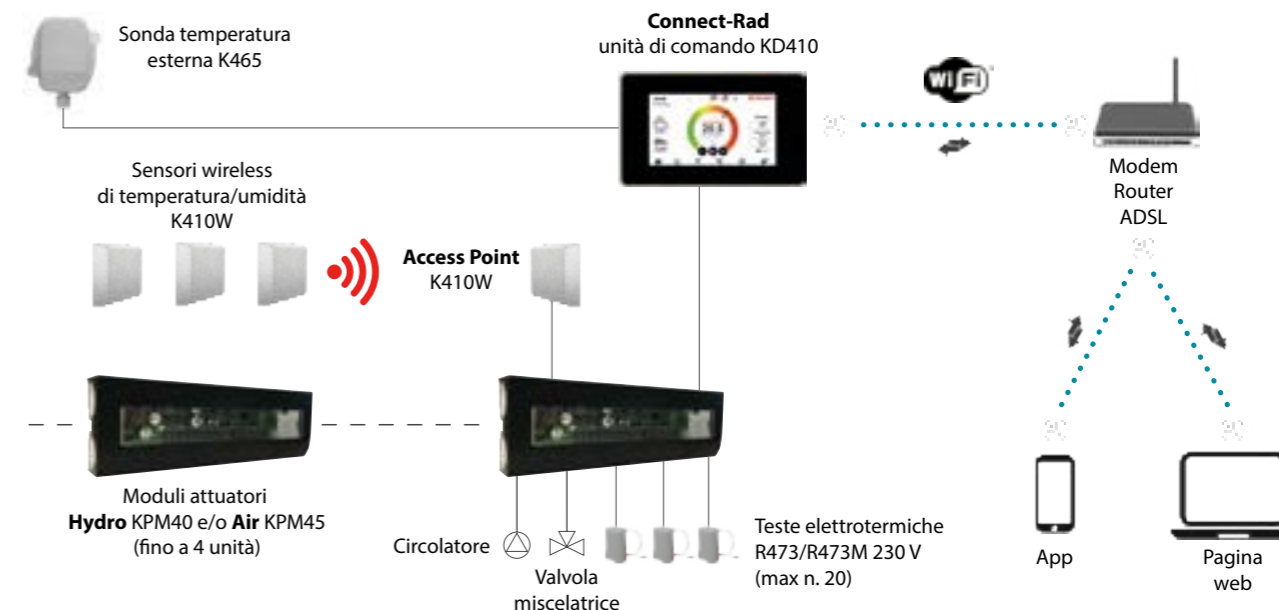 Sonda temperatura
esterna K465
Connect-Rad
unità di comando KD410
WiFi
Modem
Router
ADSL
Sensori wireless
di temperatura/umidità
K410W
Access Point
K410W
Moduli attuatori
Hydro KPM40 e/o Air KPM45
(fino a 4 unità)
Circolatore
Valvola
miscelatrice
Teste elettrotermiche
R473/R473M 230 V
(max n. 20)
App
Pagina
web